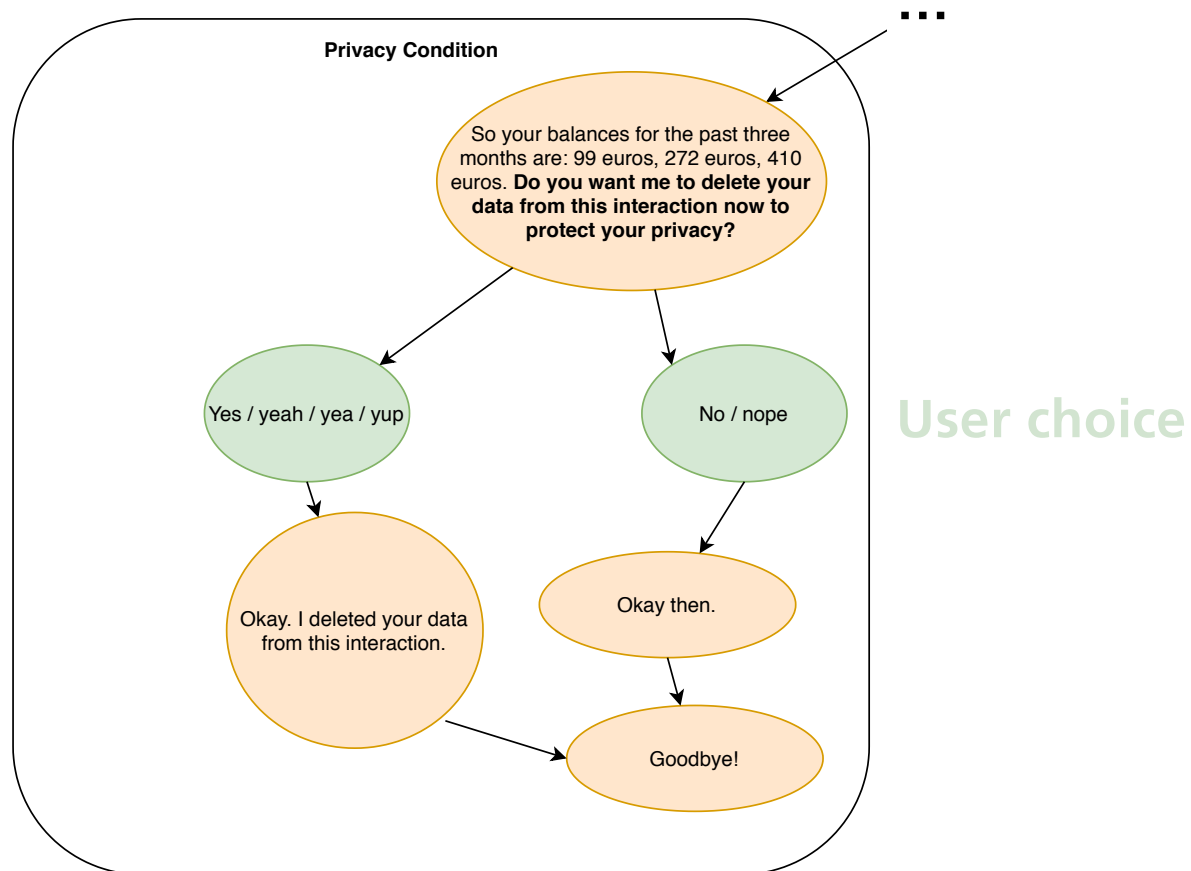 ...
Privacy Condition
So your balances for the past three
months are: 99 euros, 272 euros, 410
euros. Do you want me to delete your
data from this interaction now to
protect your privacy?
Yes / yeah / yea / yup
No / nope
User choice
Okay. I deleted your data
from this interaction.
Okay then.
Goodbye!